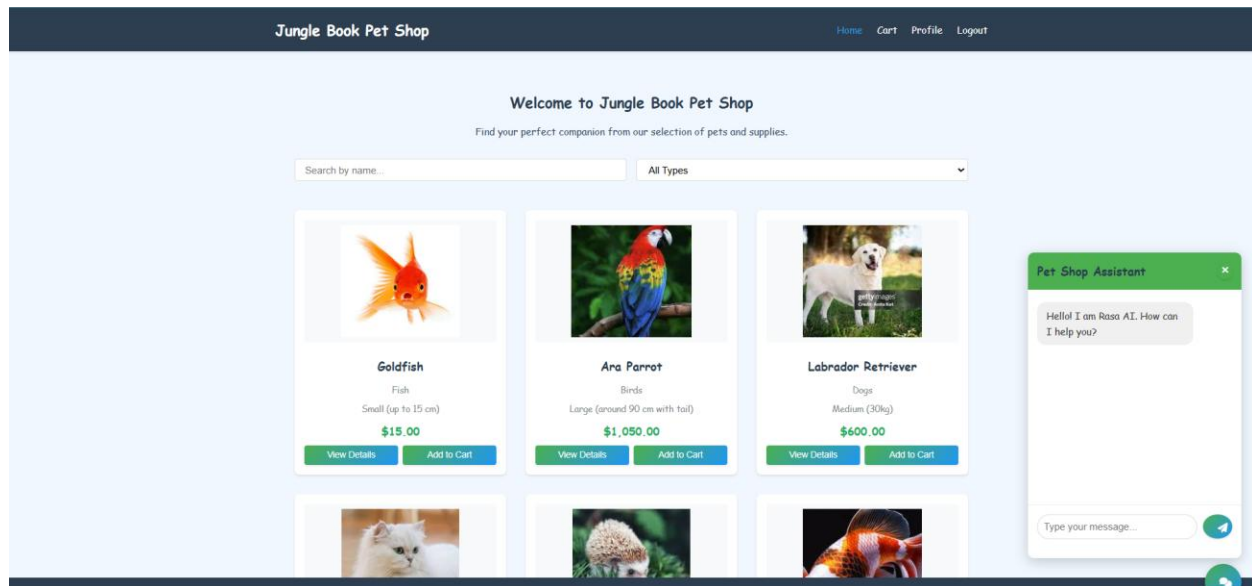 Jungle Book Pet Shop
Home Cart Profile Logout
Welcome to Jungle Book Pet Shop
Find your perfect companion from our selection of pets and supplies.
Search by name...
All Types
gettyimages
Goldfish
Fish
Small (up to 15 cm)
$15.00
View Details Add to Cart
Ara Parrot
Birds
Large (around 90 cm with tail)
$1,050.00
View Details Add to Cart
Labrador Retriever
Dogs
Medium (30kg)
$600.00
View Details Add to Cart
Pet Shop Assistant
×
Hello! I am Rasa AI. How can
I help you?
Type your message...